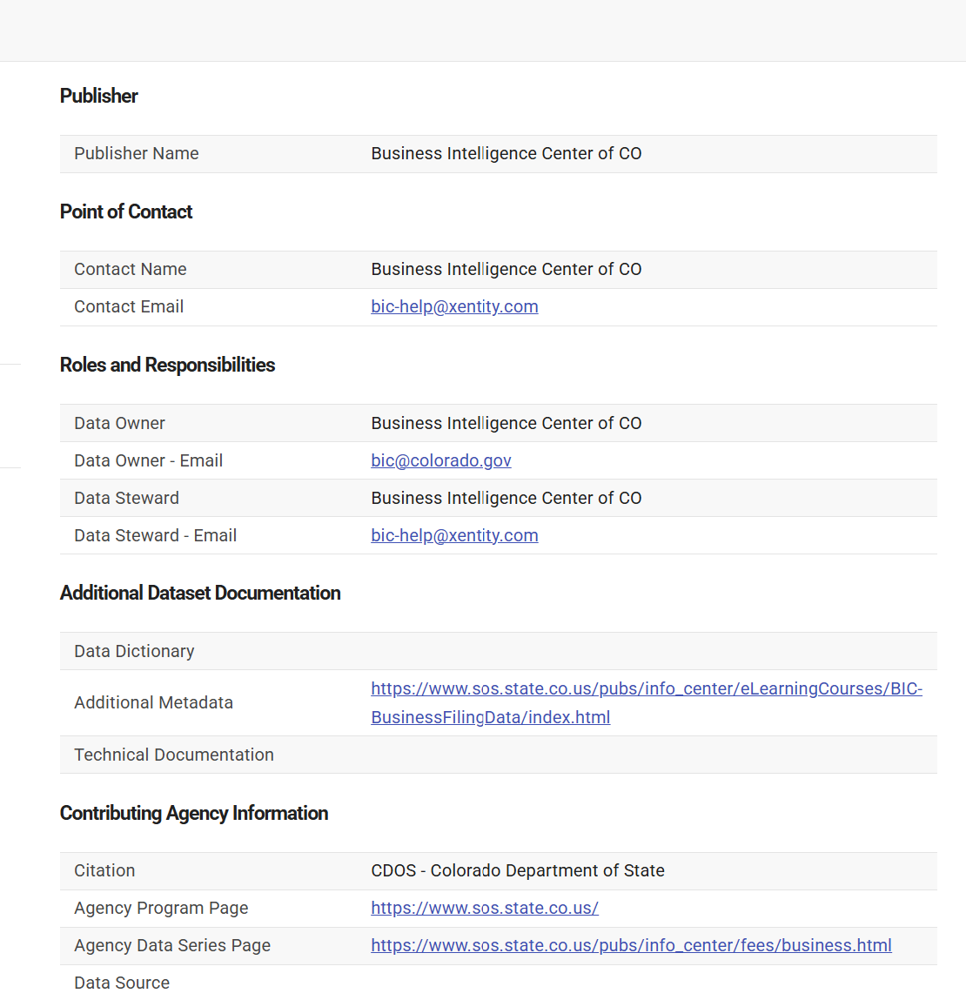 Publisher
Publisher Name Business Intelligence Center of CO
Point of Contact
Contact Name Business Intelligence Center of CO
Contact Email bic-help@xentity.com
Roles and Responsibilities
Data Owner Business Intelligence Center of CO
Data Owner - Email bic@colorado.gov
Data Steward Business Intelligence Center of CO
Data Steward - Email bic-help@xentity.com
Additional Dataset Documentation
Data Dictionary
Additional Metadata https://www.sos.state.co.us/pubs/info_center/eLearningCourses/BIC-
BusinessFilingData/index.html
Technical Documentation
Contributing Agency Information
Citation CDOS - Colorado Department of State
Agency Program Page https://www.sos.state.co.us/
Agency Data Series Page https://www.sos.state.co.us/pubs/info_center/fees/business.html
Data Source